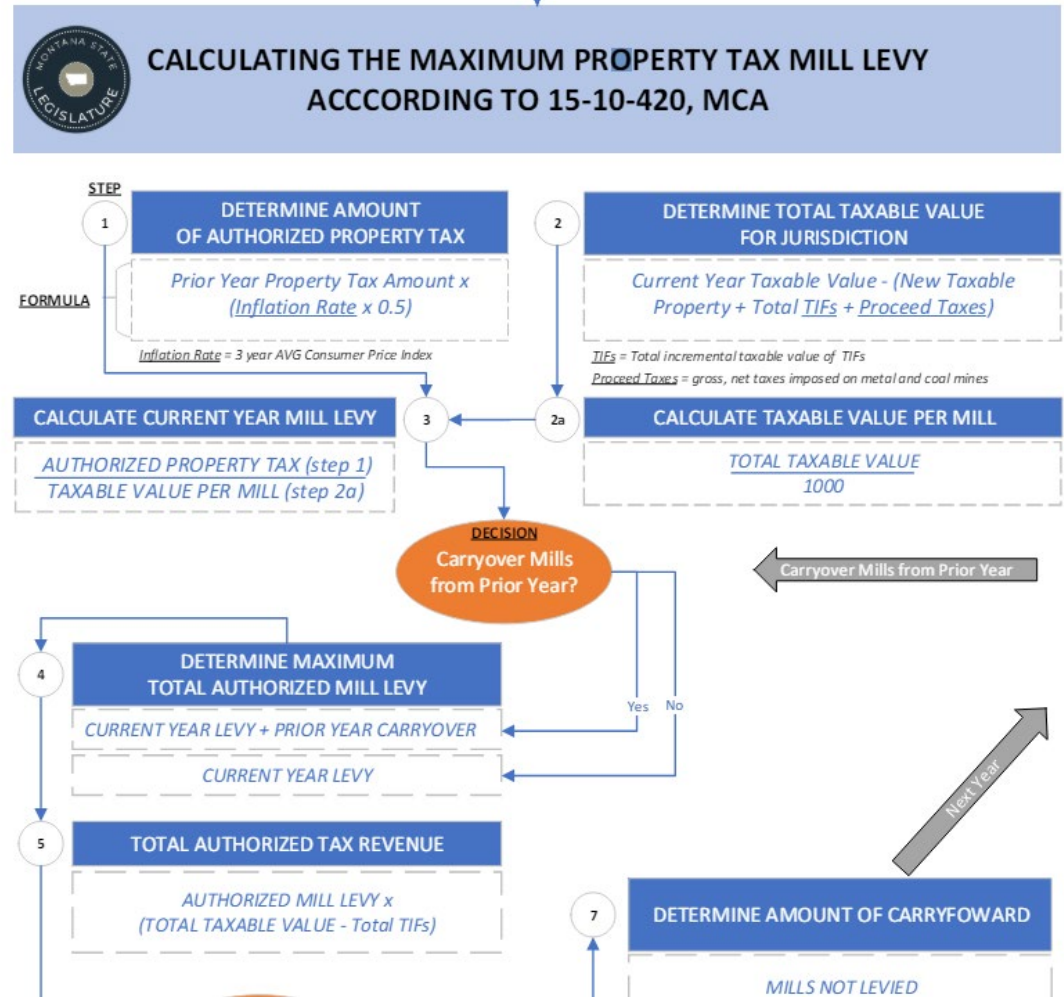 MONTANA STATE
LEGISLATURE
CALCULATING THE MAXIMUM PROPERTY TAX MILL LEVY
ACCCORDING TO 15-10-420, MCA
STEP
1
DETERMINE AMOUNT
OF AUTHORIZED PROPERTY TAX
FORMULA
Prior Year Property Tax Amount x
(Inflation Rate x 0.5)
Inflation Rate = 3 year AVG Consumer Price Index
2
DETERMINE TOTAL TAXABLE VALUE
FOR JURISDICTION
Current Year Taxable Value - (New Taxable
Property + Total TIFs + Proceed Taxes)
TIFs = Total incremental taxable value of TIFs
Proceed Taxes = gross, net taxes imposed on metal and coal mines
CALCULATE CURRENT YEAR MILL LEVY
3
AUTHORIZED PROPERTY TAX (step 1)
TAXABLE VALUE PER MILL (step 2a)
2a
CALCULATE TAXABLE VALUE PER MILL
TOTAL TAXABLE VALUE
1000
DECISION
Carryover Mills
from Prior Year?
Carryover Mills from Prior Year
4
DETERMINE MAXIMUM
TOTAL AUTHORIZED MILL LEVY
Yes
No
CURRENT YEAR LEVY + PRIOR YEAR CARRYOVER
CURRENT YEAR LEVY
Next Year
5
TOTAL AUTHORIZED TAX REVENUE
AUTHORIZED MILL LEVY x
(TOTAL TAXABLE VALUE - Total TIFs)
7
DETERMINE AMOUNT OF CARRYFOWARD
MILLS NOT LEVIED